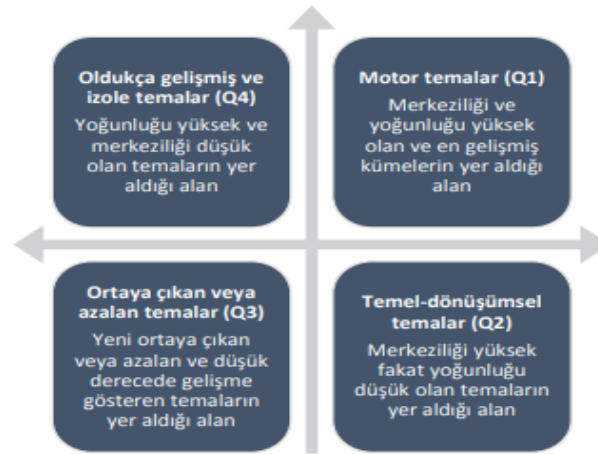 Oldukça gelişmiş ve
izole temalar (Q4)
Yoğunluğu yüksek ve
merkeziliği düşük
olan temaların yer
aldığı alan
Motor temalar (Q1)
Merkeziliği ve
yoğunluğu yüksek
olan ve en gelişmiş
kümelerin yer aldığı
alan
Ortaya çıkan veya
azalan temalar (Q3)
Yeni ortaya çıkan
veya azalan ve düşük
derecede gelişme
gösteren temaların
yer aldığı alan
Temel-dönüşümsel
temalar (Q2)
Merkeziliği yüksek
fakat yoğunluğu
düşük olan temaların
yer aldığı alan